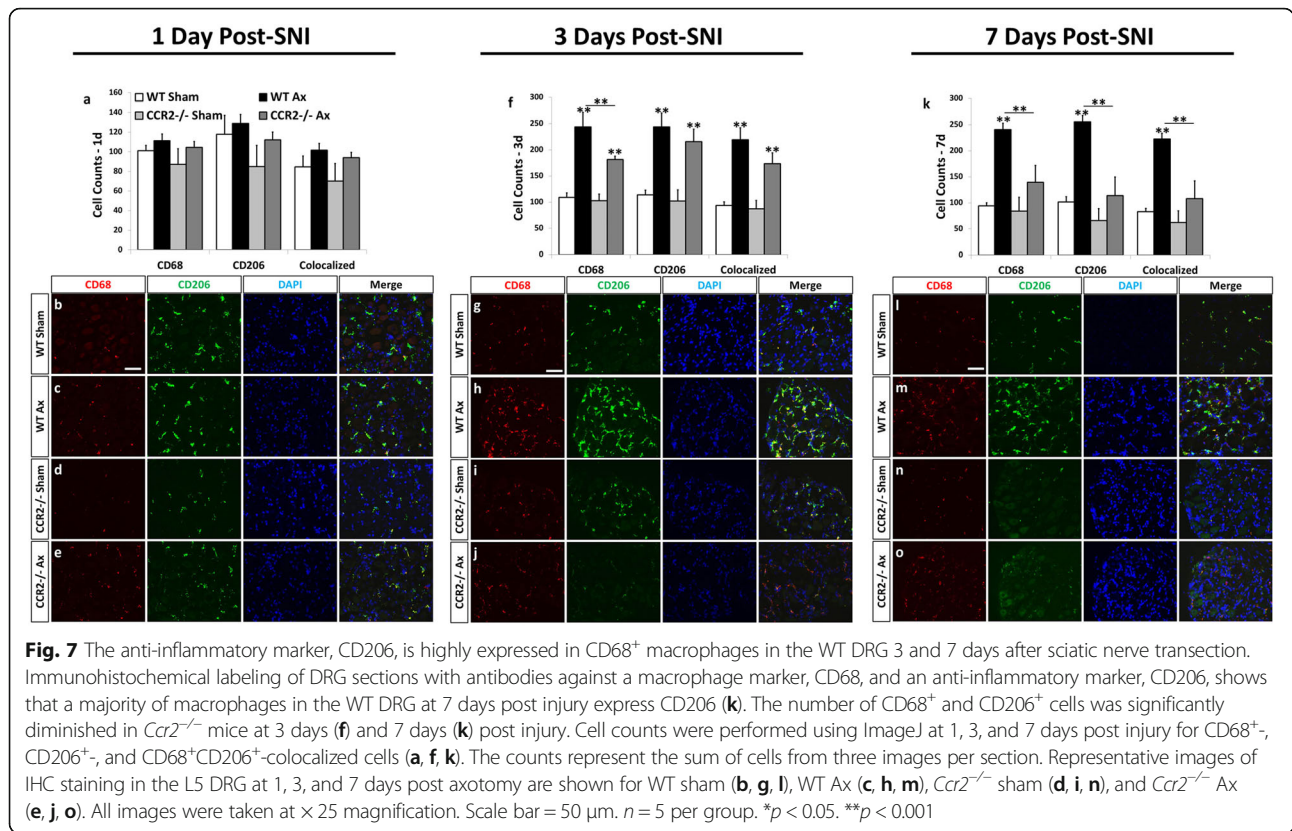 1 Day Post-SNI
3 Days Post-SNI
7 Days Post-SNI
a
WT Sham
WT Ax
CCR2-/- Sham
CCR2-/- Ax
Cell Counts - 1d
160
140
120
100
80
60
40
20
0
CD68
CD206
Colocalized
f
Cell Counts - 3d
300
250
200
150
100
50
0
**
**
**
**
**
**
**
CD68
CD206
Colocalized
k
Cell Counts - 7d
300
250
200
150
100
50
0
**
**
**
**
**
**
CD68
CD206
Colocalized
CD68
CD206
DAPI
Merge
WT Sham
b
WT Ax
c
CCR2-/- Sham
d
CCR2-/- Ax
e
CD68
CD206
DAPI
Merge
WT Sham
g
WT Ax
h
CCR2-/- Sham
i
CCR2-/- Ax
j
CD68
CD206
DAPI
Merge
WT Sham
l
WT Ax
m
CCR2-/- Sham
n
CCR2-/- Ax
o
Fig. 7 The anti-inflammatory marker, CD206, is highly expressed in CD68⁺ macrophages in the WT DRG 3 and 7 days after sciatic nerve transection.
Immunohistochemical labeling of DRG sections with antibodies against a macrophage marker, CD68, and an anti-inflammatory marker, CD206, shows
that a majority of macrophages in the WT DRG at 7 days post injury express CD206 (k). The number of CD68⁺ and CD206⁺ cells was significantly
diminished in Ccr2⁻/⁻ mice at 3 days (f) and 7 days (k) post injury. Cell counts were performed using ImageJ at 1, 3, and 7 days post injury for CD68⁺-,
CD206⁺-, and CD68⁺CD206⁺-colocalized cells (a, f, k). The counts represent the sum of cells from three images per section. Representative images of
IHC staining in the L5 DRG at 1, 3, and 7 days post axotomy are shown for WT sham (b, g, l), WT Ax (c, h, m), Ccr2⁻/⁻ sham (d, i, n), and Ccr2⁻/⁻ Ax
(e, j, o). All images were taken at × 25 magnification. Scale bar = 50 μm. n = 5 per group. *p < 0.05. **p < 0.001